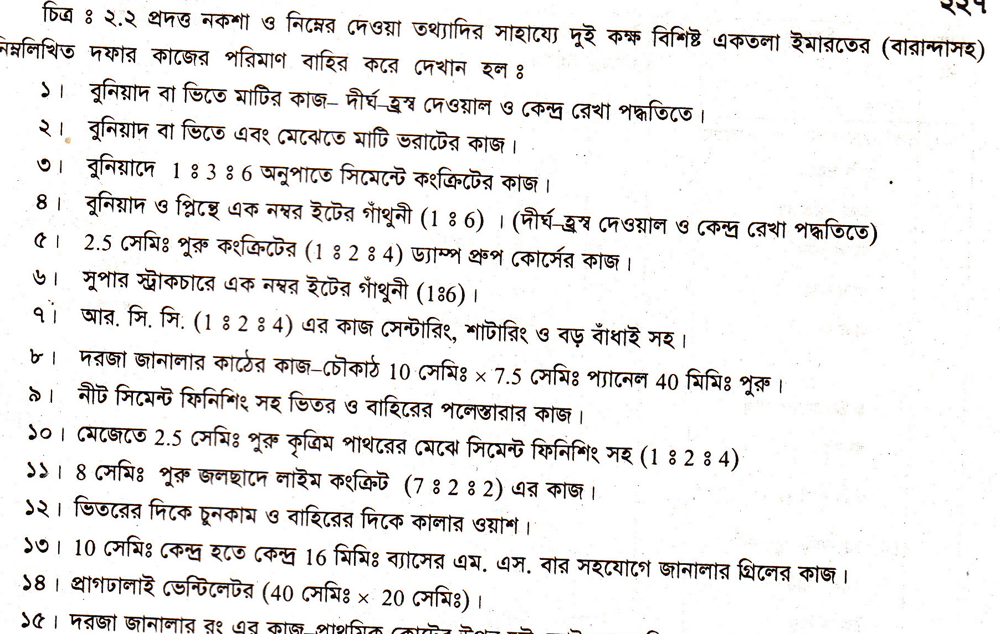 ২২৭
চিত্র ঃ ২.২ প্রদত্ত নকশা ও নিম্নের দেওয়া তথ্যাদির সাহায্যে দুই কক্ষ বিশিষ্ট একতলা ইমারতের (বারান্দাসহ)
নিম্নলিখিত দফার কাজের পরিমাণ বাহির করে দেখান হল ঃ
১। বুনিয়াদ বা ভিতে মাটির কাজ– দীর্ঘ–হ্রস্ব দেওয়াল ও কেন্দ্র রেখা পদ্ধতিতে।
২। বুনিয়াদ বা ভিতে এবং মেঝেতে মাটি ভরাটের কাজ।
৩। বুনিয়াদে 1 ঃ 3 ঃ 6 অনুপাতে সিমেন্টে কংক্রিটের কাজ।
৪। বুনিয়াদ ও প্লিন্থে এক নম্বর ইটের গাঁথুনী (1 ঃ 6) । (দীর্ঘ–হ্রস্ব দেওয়াল ও কেন্দ্র রেখা পদ্ধতিতে)
৫। 2.5 সেমিঃ পুরু কংক্রিটের (1 ঃ 2 ঃ 4) ড্যাম্প প্রুপ কোর্সের কাজ।
৬। সুপার স্ট্রাকচারে এক নম্বর ইটের গাঁথুনী (1ঃ6)।
৭। আর. সি. সি. (1 ঃ 2 ঃ 4) এর কাজ সেন্টারিং, শাটারিং ও বড় বাঁধাই সহ।
৮। দরজা জানালার কাঠের কাজ–চৌকাঠ 10 সেমিঃ × 7.5 সেমিঃ প্যানেল 40 মিমিঃ পুরু।
৯। নীট সিমেন্ট ফিনিশিং সহ ভিতর ও বাহিরের পলেস্তারার কাজ।
১০। মেজেতে 2.5 সেমিঃ পুরু কৃত্রিম পাথরের মেঝে সিমেন্ট ফিনিশিং সহ (1 ঃ 2 ঃ 4)
১১। 8 সেমিঃ পুরু জলছাদে লাইম কংক্রিট (7 ঃ 2 ঃ 2) এর কাজ।
১২। ভিতরের দিকে চুনকাম ও বাহিরের দিকে কালার ওয়াশ।
১৩। 10 সেমিঃ কেন্দ্র হতে কেন্দ্র 16 মিমিঃ ব্যাসের এম. এস. বার সহযোগে জানালার গ্রিলের কাজ।
১৪। প্রাগঢালাই ভেন্টিলেটর (40 সেমিঃ × 20 সেমিঃ)।
১৫। দরজা জানালার রং এর কাজ–প্রাথমিক কোটের উপর